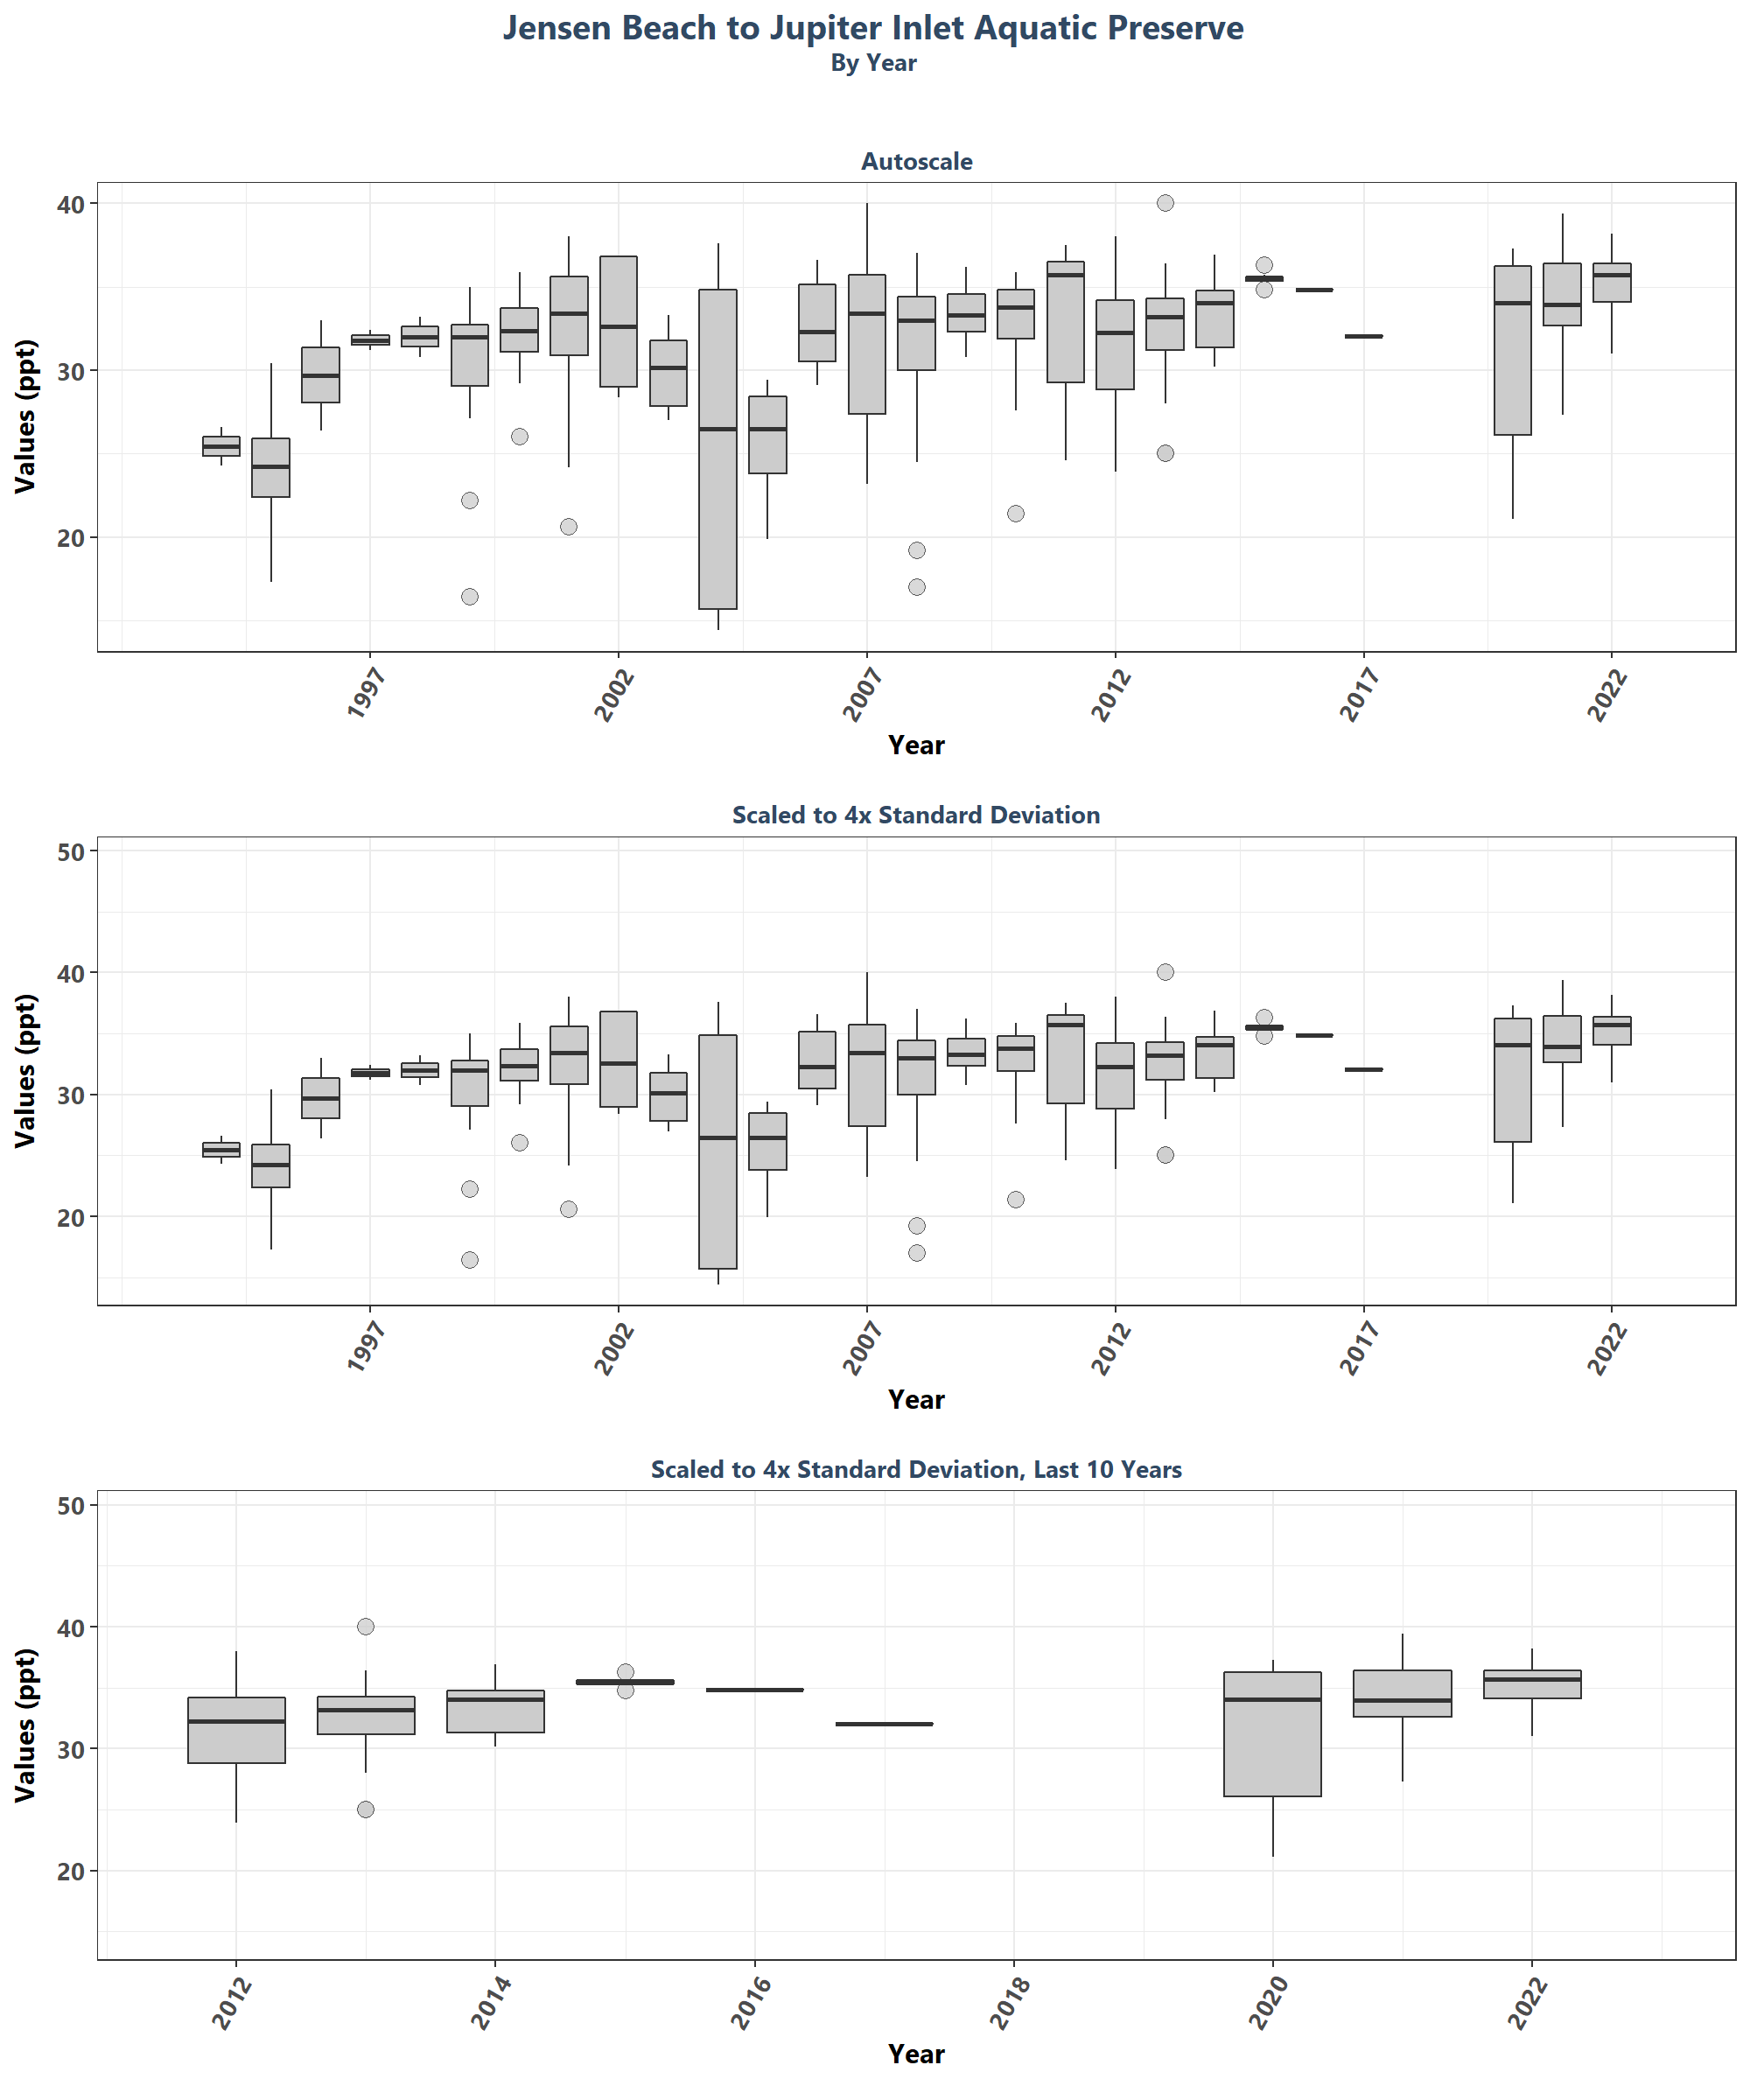 Jensen Beach to Jupiter Inlet Aquatic Preserve
By Year
Autoscale
Values (ppt)
40
30
20
1997
2002
2007
2012
2017
2022
Year
Scaled to 4x Standard Deviation
Values (ppt)
50
40
30
20
1997
2002
2007
2012
2017
2022
Year
Scaled to 4x Standard Deviation, Last 10 Years
Values (ppt)
50
40
30
20
2012
2014
2016
2018
2020
2022
Year